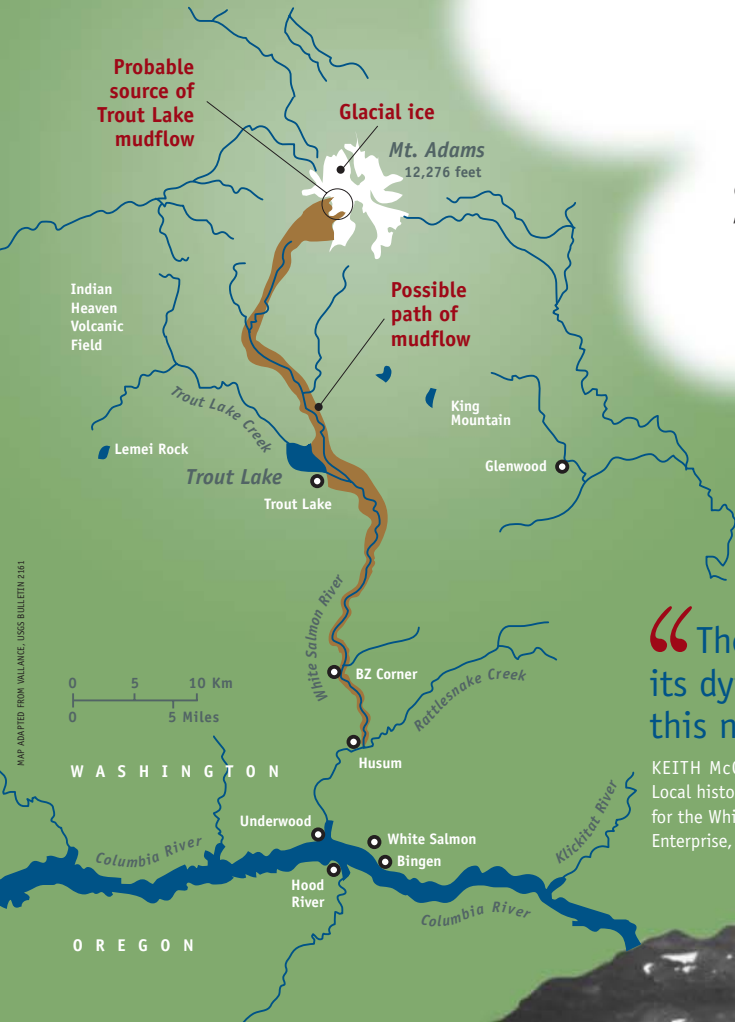 Probable
source of
Trout Lake
mudflow
Glacial ice
Mt. Adams
12,276 feet
Indian
Heaven
Volcanic
Field
Possible
path of
mudflow
King
Mountain
Trout Lake Creek
Lemei Rock
Glenwood
Trout Lake
Trout Lake
MAP ADAPTED FROM VALLANCE, USGS BULLETIN 2161
White Salmon River
BZ Corner
Rattlesnake Creek
0 5 10 Km
0 5 Miles
Husum
WASHINGTON
Underwood
White Salmon
Bingen
Klickitat River
Columbia River
Hood
River
Columbia River
OREGON
“ The
its dy
this n
KEITH McC
Local histo
for the Whi
Enterprise,